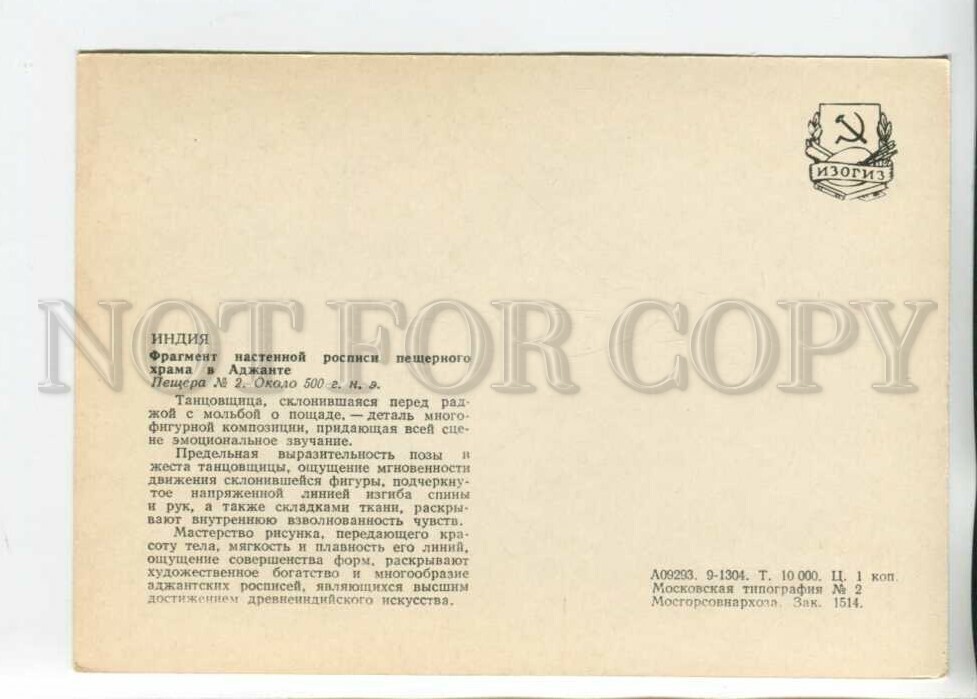 ИЗОГИЗ
NOT FOR COPY
ИНДИЯ
Фрагмент настенной росписи пещерного
храма в Аджанте
Пещера № 2. Около 500 г. н. э.
Танцовщица, склонившаяся перед рад-
жой с мольбой о пощаде, — деталь много-
фигурной композиции, придающая всей сце-
не эмоциональное звучание.
Предельная выразительность позы и
жеста танцовщицы, ощущение мгновенности
движения склонившейся фигуры, подчеркну-
тое напряженной линией изгиба спины
и рук, а также складками ткани, раскры-
вают внутреннюю взволнованность чувств.
Мастерство рисунка, передающего кра-
соту тела, мягкость и плавность его линий,
ощущение совершенства форм, раскрывают
художественное богатство и многообразие
аджантских росписей, являющихся высшим
достижением древнеиндийского искусства.
А09293. 9-1304. Т. 10 000. Ц. 1 коп.
Московская типография № 2
Мосгорсовнархоза. Зак. 1514.